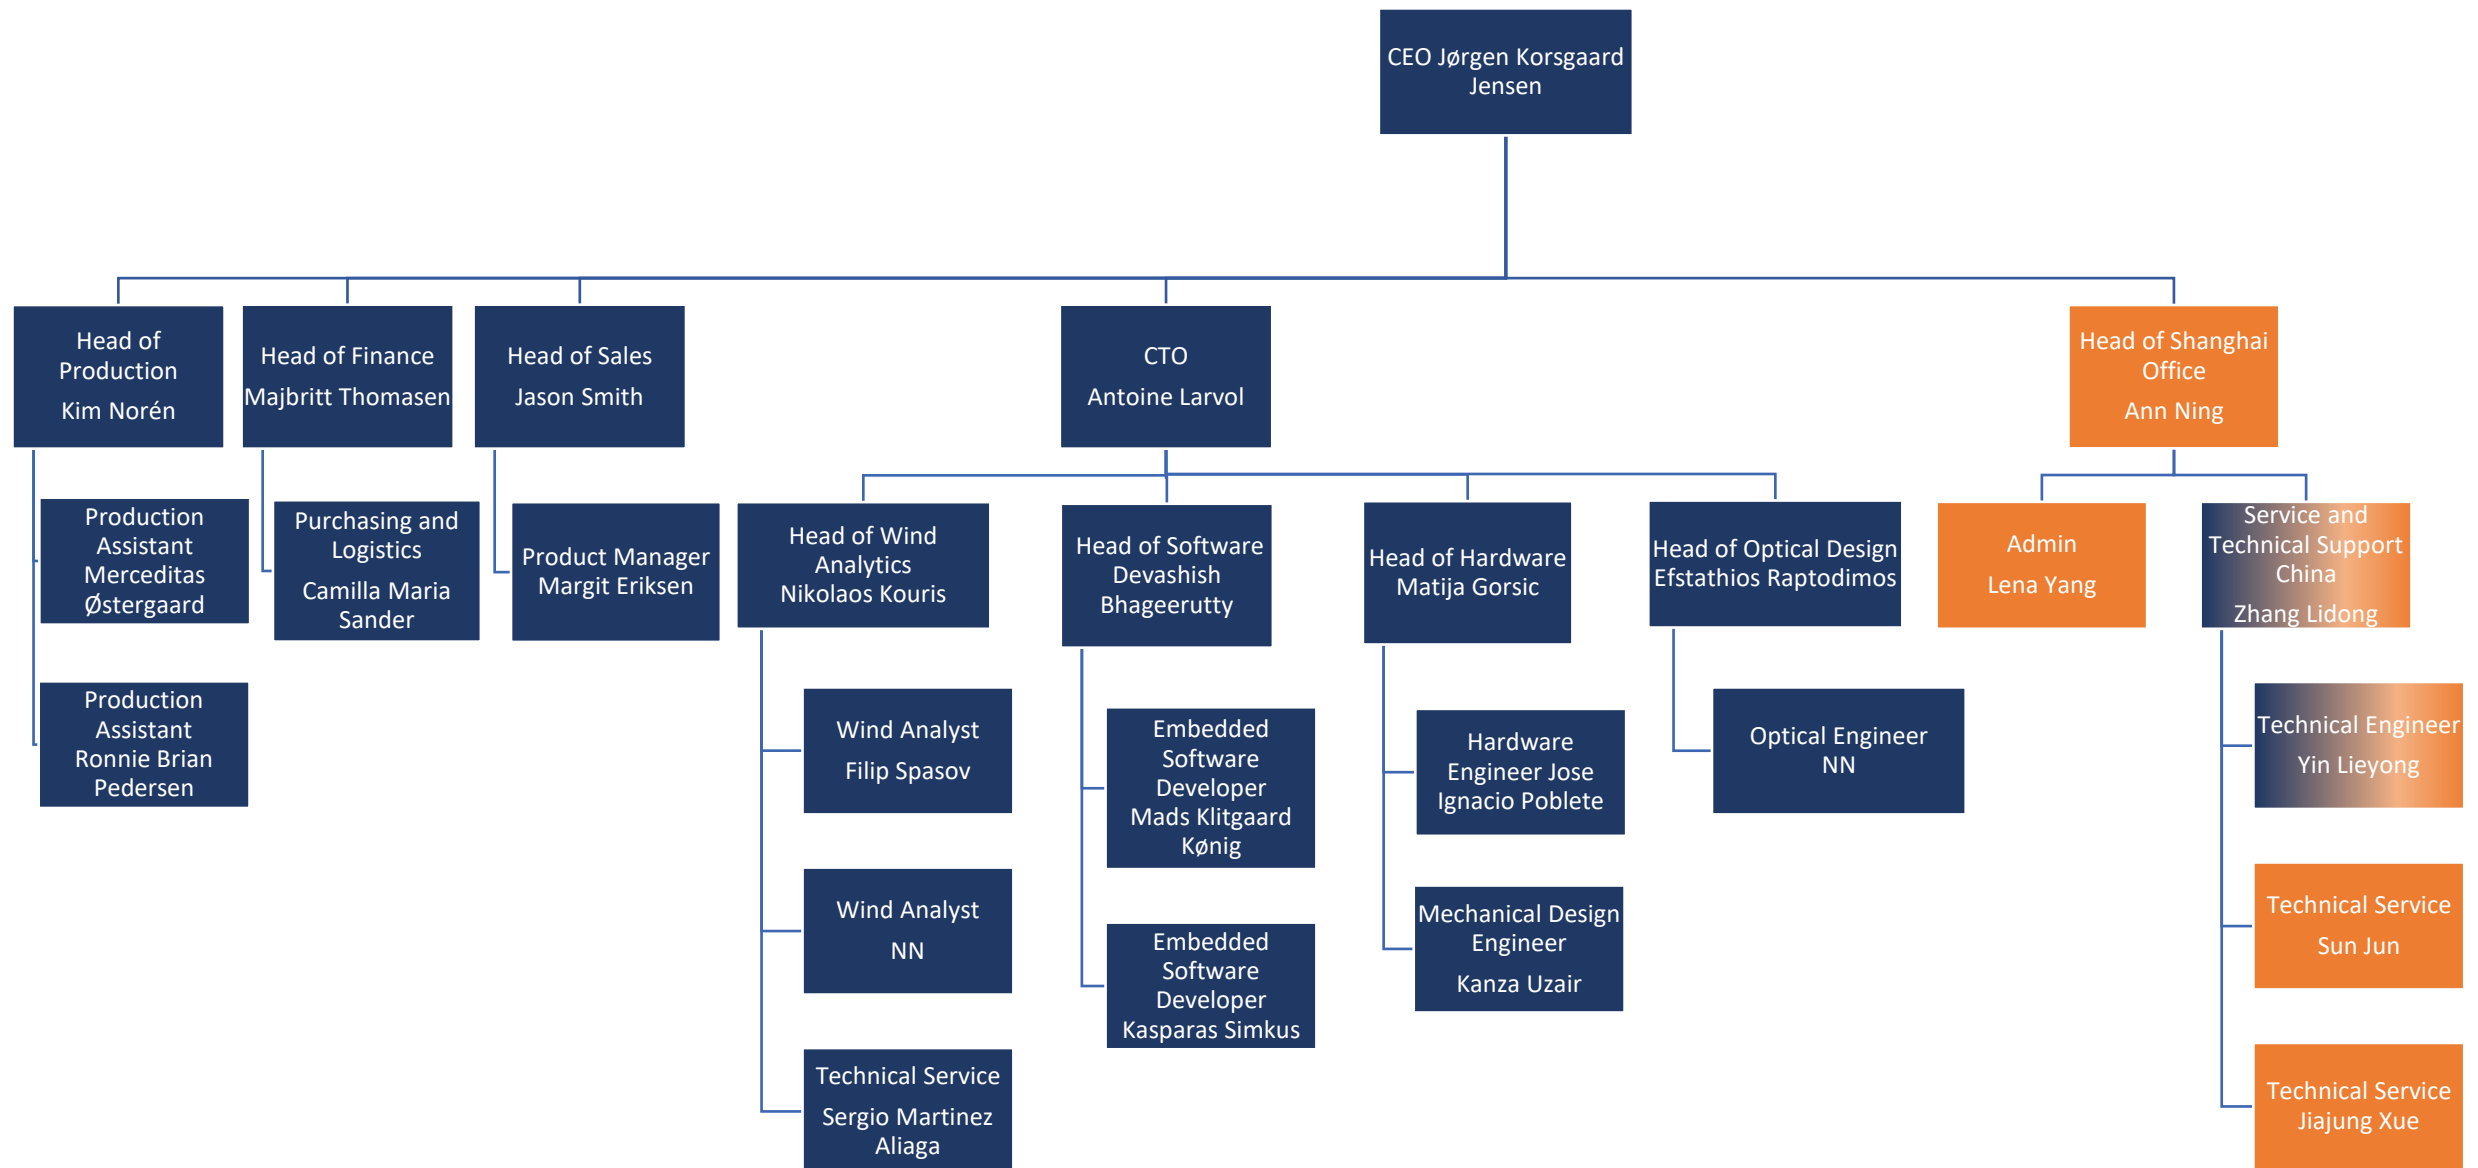 CEO Jørgen Korsgaard
Jensen
Head of
Production
Kim Norén
Head of Finance
Majbritt Thomasen
Head of Sales
Jason Smith
CTO
Antoine Larvol
Head of Shanghai
Office
Ann Ning
Production
Assistant
Merceditas
Østergaard
Purchasing and
Logistics
Camilla Maria
Sander
Product Manager
Margit Eriksen
Head of Wind
Analytics
Nikolaos Kouris
Head of Software
Devashish
Bhageerutty
Head of Hardware
Matija Gorsic
Head of Optical Design
Efstathios Raptodimos
Admin
Lena Yang
Service and
Technical Support
China
Zhang Lidong
Production
Assistant
Ronnie Brian
Pedersen
Wind Analyst
Filip Spasov
Embedded
Software
Developer
Mads Klitgaard
Kønig
Hardware
Engineer Jose
Ignacio Poblete
Optical Engineer
NN
Technical Engineer
Yin Lieyong
Wind Analyst
NN
Embedded
Software
Developer
Kasparas Simkus
Mechanical Design
Engineer
Kanza Uzair
Technical Service
Sun Jun
Technical Service
Sergio Martinez
Aliaga
Technical Service
Jiajung Xue